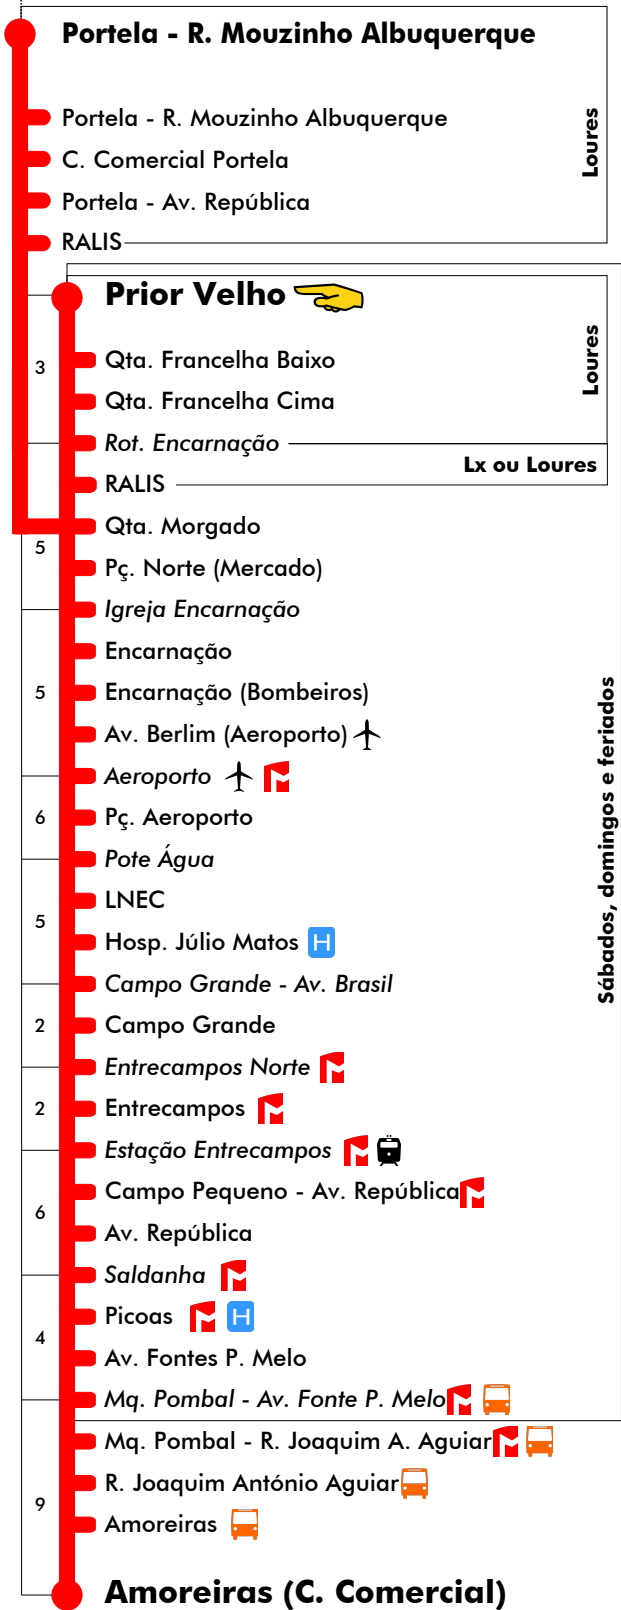 Portela - R. Mouzinho Albuquerque
Portela - R. Mouzinho Albuquerque
C. Comercial Portela
Portela - Av. República
RALIS
Loures
Prior Velho
3
Qta. Francelha Baixo
Qta. Francelha Cima
Loures
Rot. Encarnação
Lx ou Loures
RALIS
Qta. Morgado
5
Pç. Norte (Mercado)
Igreja Encarnação
Encarnação
5
Encarnação (Bombeiros)
Av. Berlim (Aeroporto)
Aeroporto
6
Pç. Aeroporto
Pote Água
LNEC
5
Hosp. Júlio Matos H
Sábados, domingos e feriados
Campo Grande - Av. Brasil
2
Campo Grande
Entrecampos Norte
2
Entrecampos
Estação Entrecampos
Campo Pequeno - Av. República
6
Av. República
Saldanha
Picoas H
4
Av. Fontes P. Melo
Mq. Pombal - Av. Fonte P. Melo
Mq. Pombal - R. Joaquim A. Aguiar
R. Joaquim António Aguiar
9
Amoreiras
Amoreiras (C. Comercial)